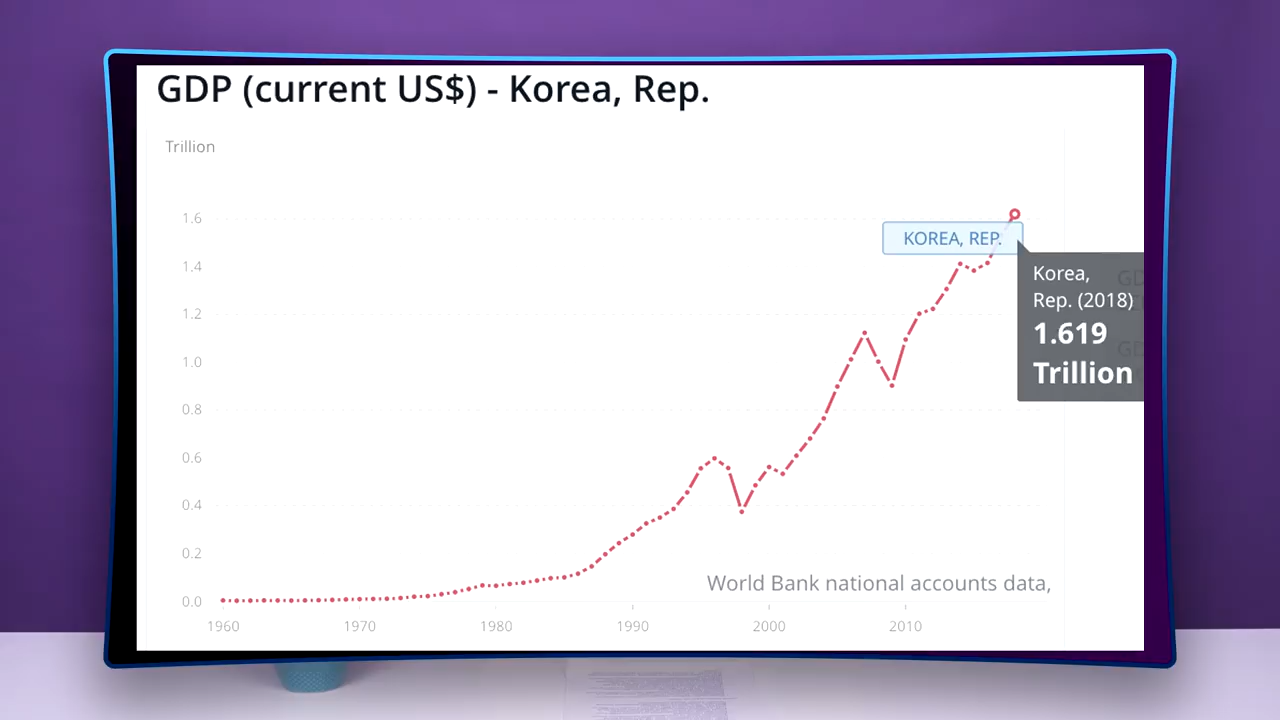 GDP (current US$) - Korea, Rep.
Trillion
1.6
1.4
1.2
1.0
0.8
0.6
0.4
0.2
0.0
KOREA, REP.
Korea,
Rep. (2018)
1.619
Trillion
GD
GD
World Bank national accounts data,
1960 1970 1980 1990 2000 2010